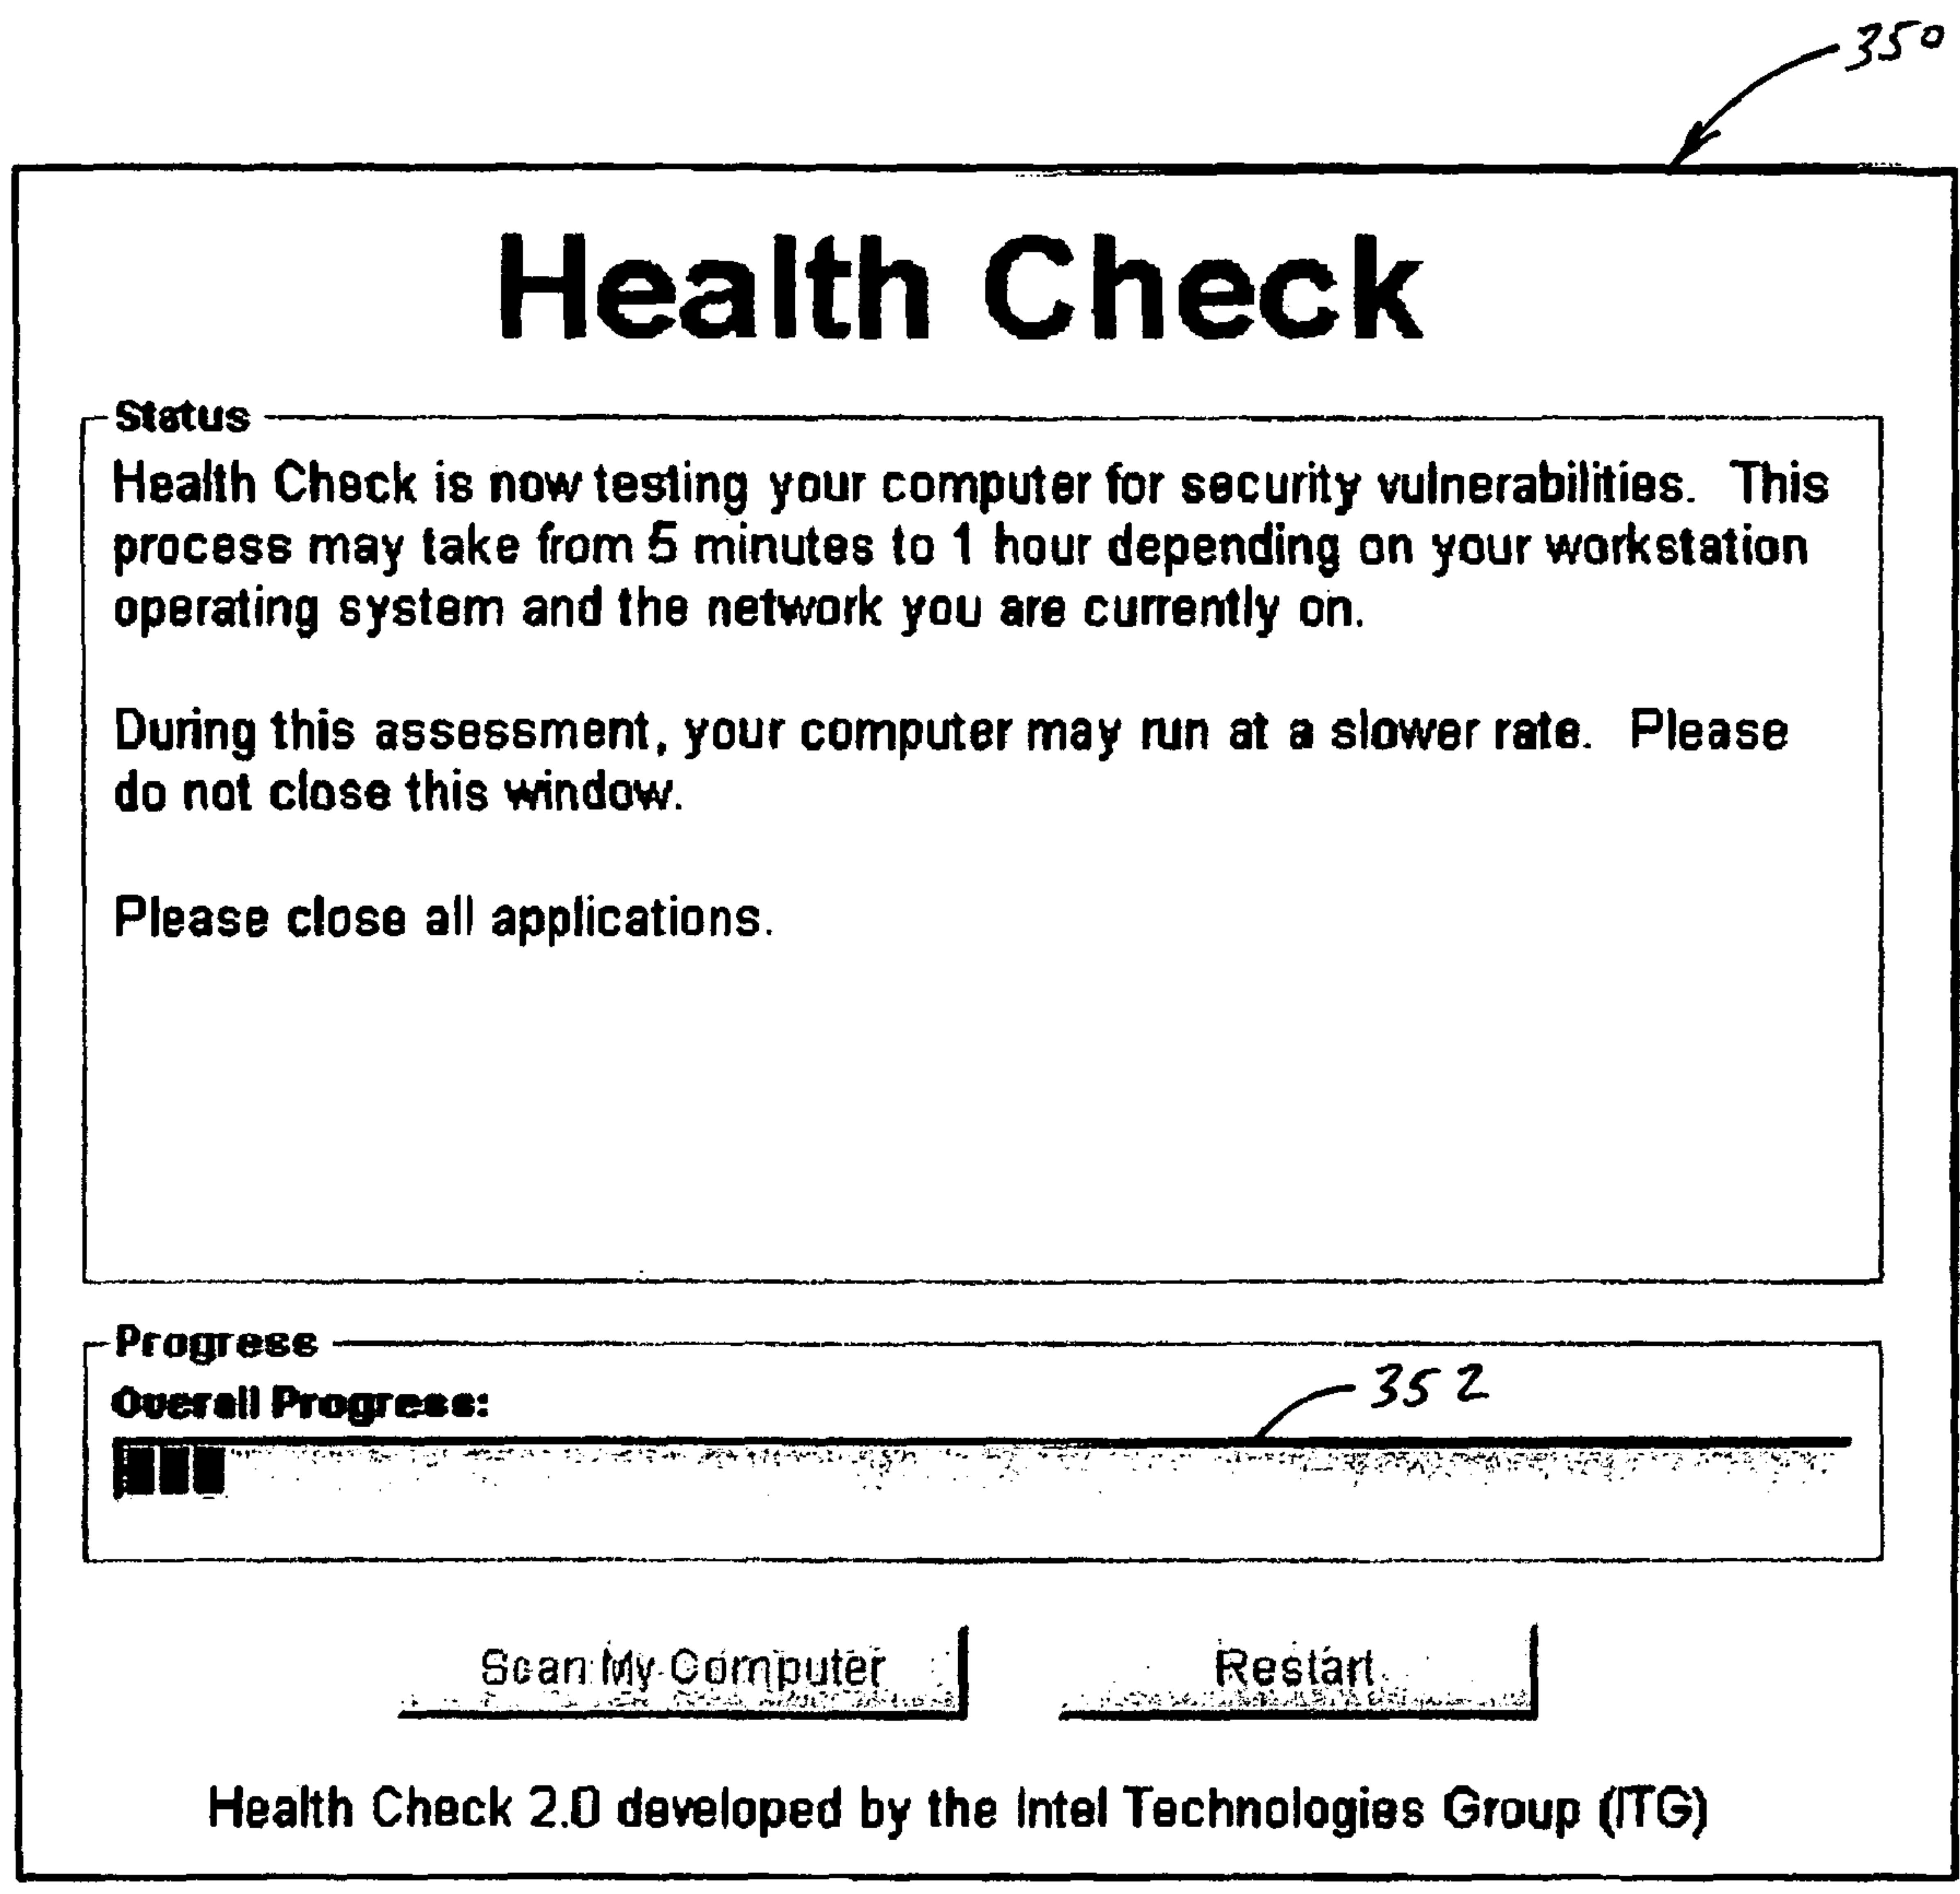 350
Health Check
Status
Health Check is now testing your computer for security vulnerabilities. This
process may take from 5 minutes to 1 hour depending on your workstation
operating system and the network you are currently on.
During this assessment, your computer may run at a slower rate. Please
do not close this window.
Please close all applications.
Progress
352
Overall Progress:
Scan My Computer
Restart
Health Check 2.0 developed by the Intel Technologies Group (ITG)